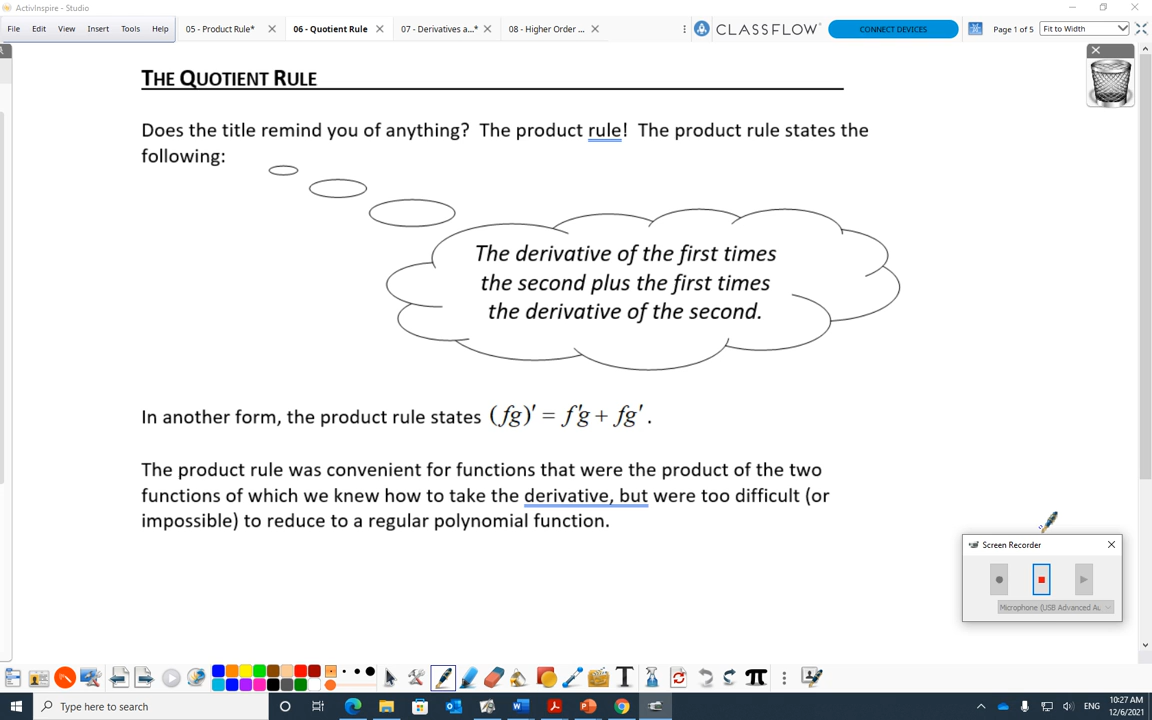 ActivInspire - Studio
File Edit View Insert Tools Help 05 - Product Rule* 06 - Quotient Rule 07 - Derivatives a...* 08 - Higher Order ... CLASSFLOW CONNECT DEVICES Page 1 of 5 Fit to Width
THE QUOTIENT RULE
Does the title remind you of anything? The product rule! The product rule states the
following:
The derivative of the first times
the second plus the first times
the derivative of the second.
In another form, the product rule states (fg)' = f'g + fg'.
The product rule was convenient for functions that were the product of the two
functions of which we knew how to take the derivative, but were too difficult (or
impossible) to reduce to a regular polynomial function.
Screen Recorder
Microphone (USB Advanced Au
Type here to search
ENG
10:27 AM
12/6/2021